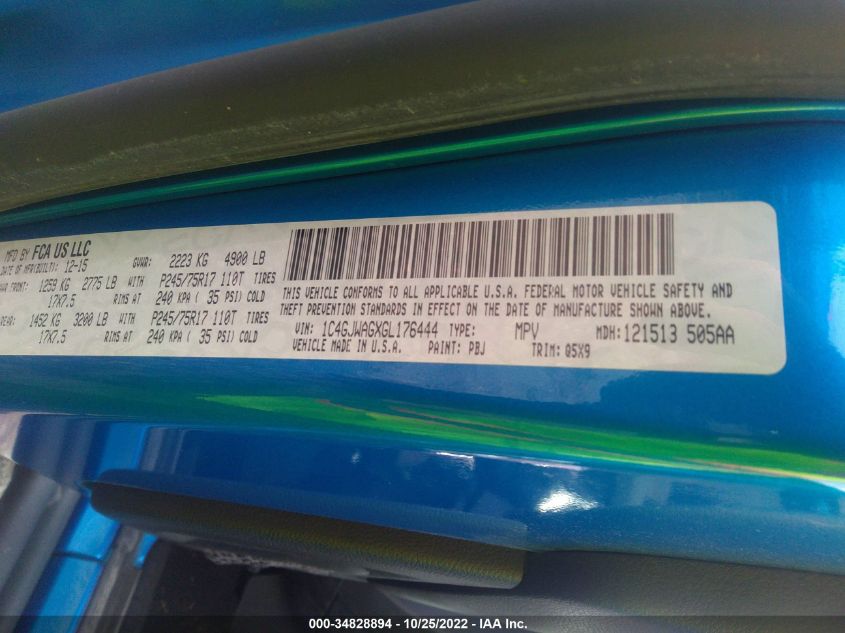 MFD BY FCA US LLC
DATE OF MFR(BUILT): 12-15 GVWR: 2223 KG 4900 LB
FRONT: 1259 KG 2775 LB WITH P245/75R17 110T TIRES
17X7.5 RIMS AT 240 KPA ( 35 PSI) COLD
REAR: 1452 KG 3200 LB WITH P245/75R17 110T TIRES
17X7.5 RIMS AT 240 KPA ( 35 PSI) COLD
THIS VEHICLE CONFORMS TO ALL APPLICABLE U.S.A. FEDERAL MOTOR VEHICLE SAFETY AND
THEFT PREVENTION STANDARDS IN EFFECT ON THE DATE OF MANUFACTURE SHOWN ABOVE.
VIN: 1C4GJWAGXGL176444 TYPE: MPV MDH: 121513 505AA
VEHICLE MADE IN U.S.A. PAINT: PBJ TRIM: Q5X9
000-34828894 - 10/25/2022 - IAA Inc.